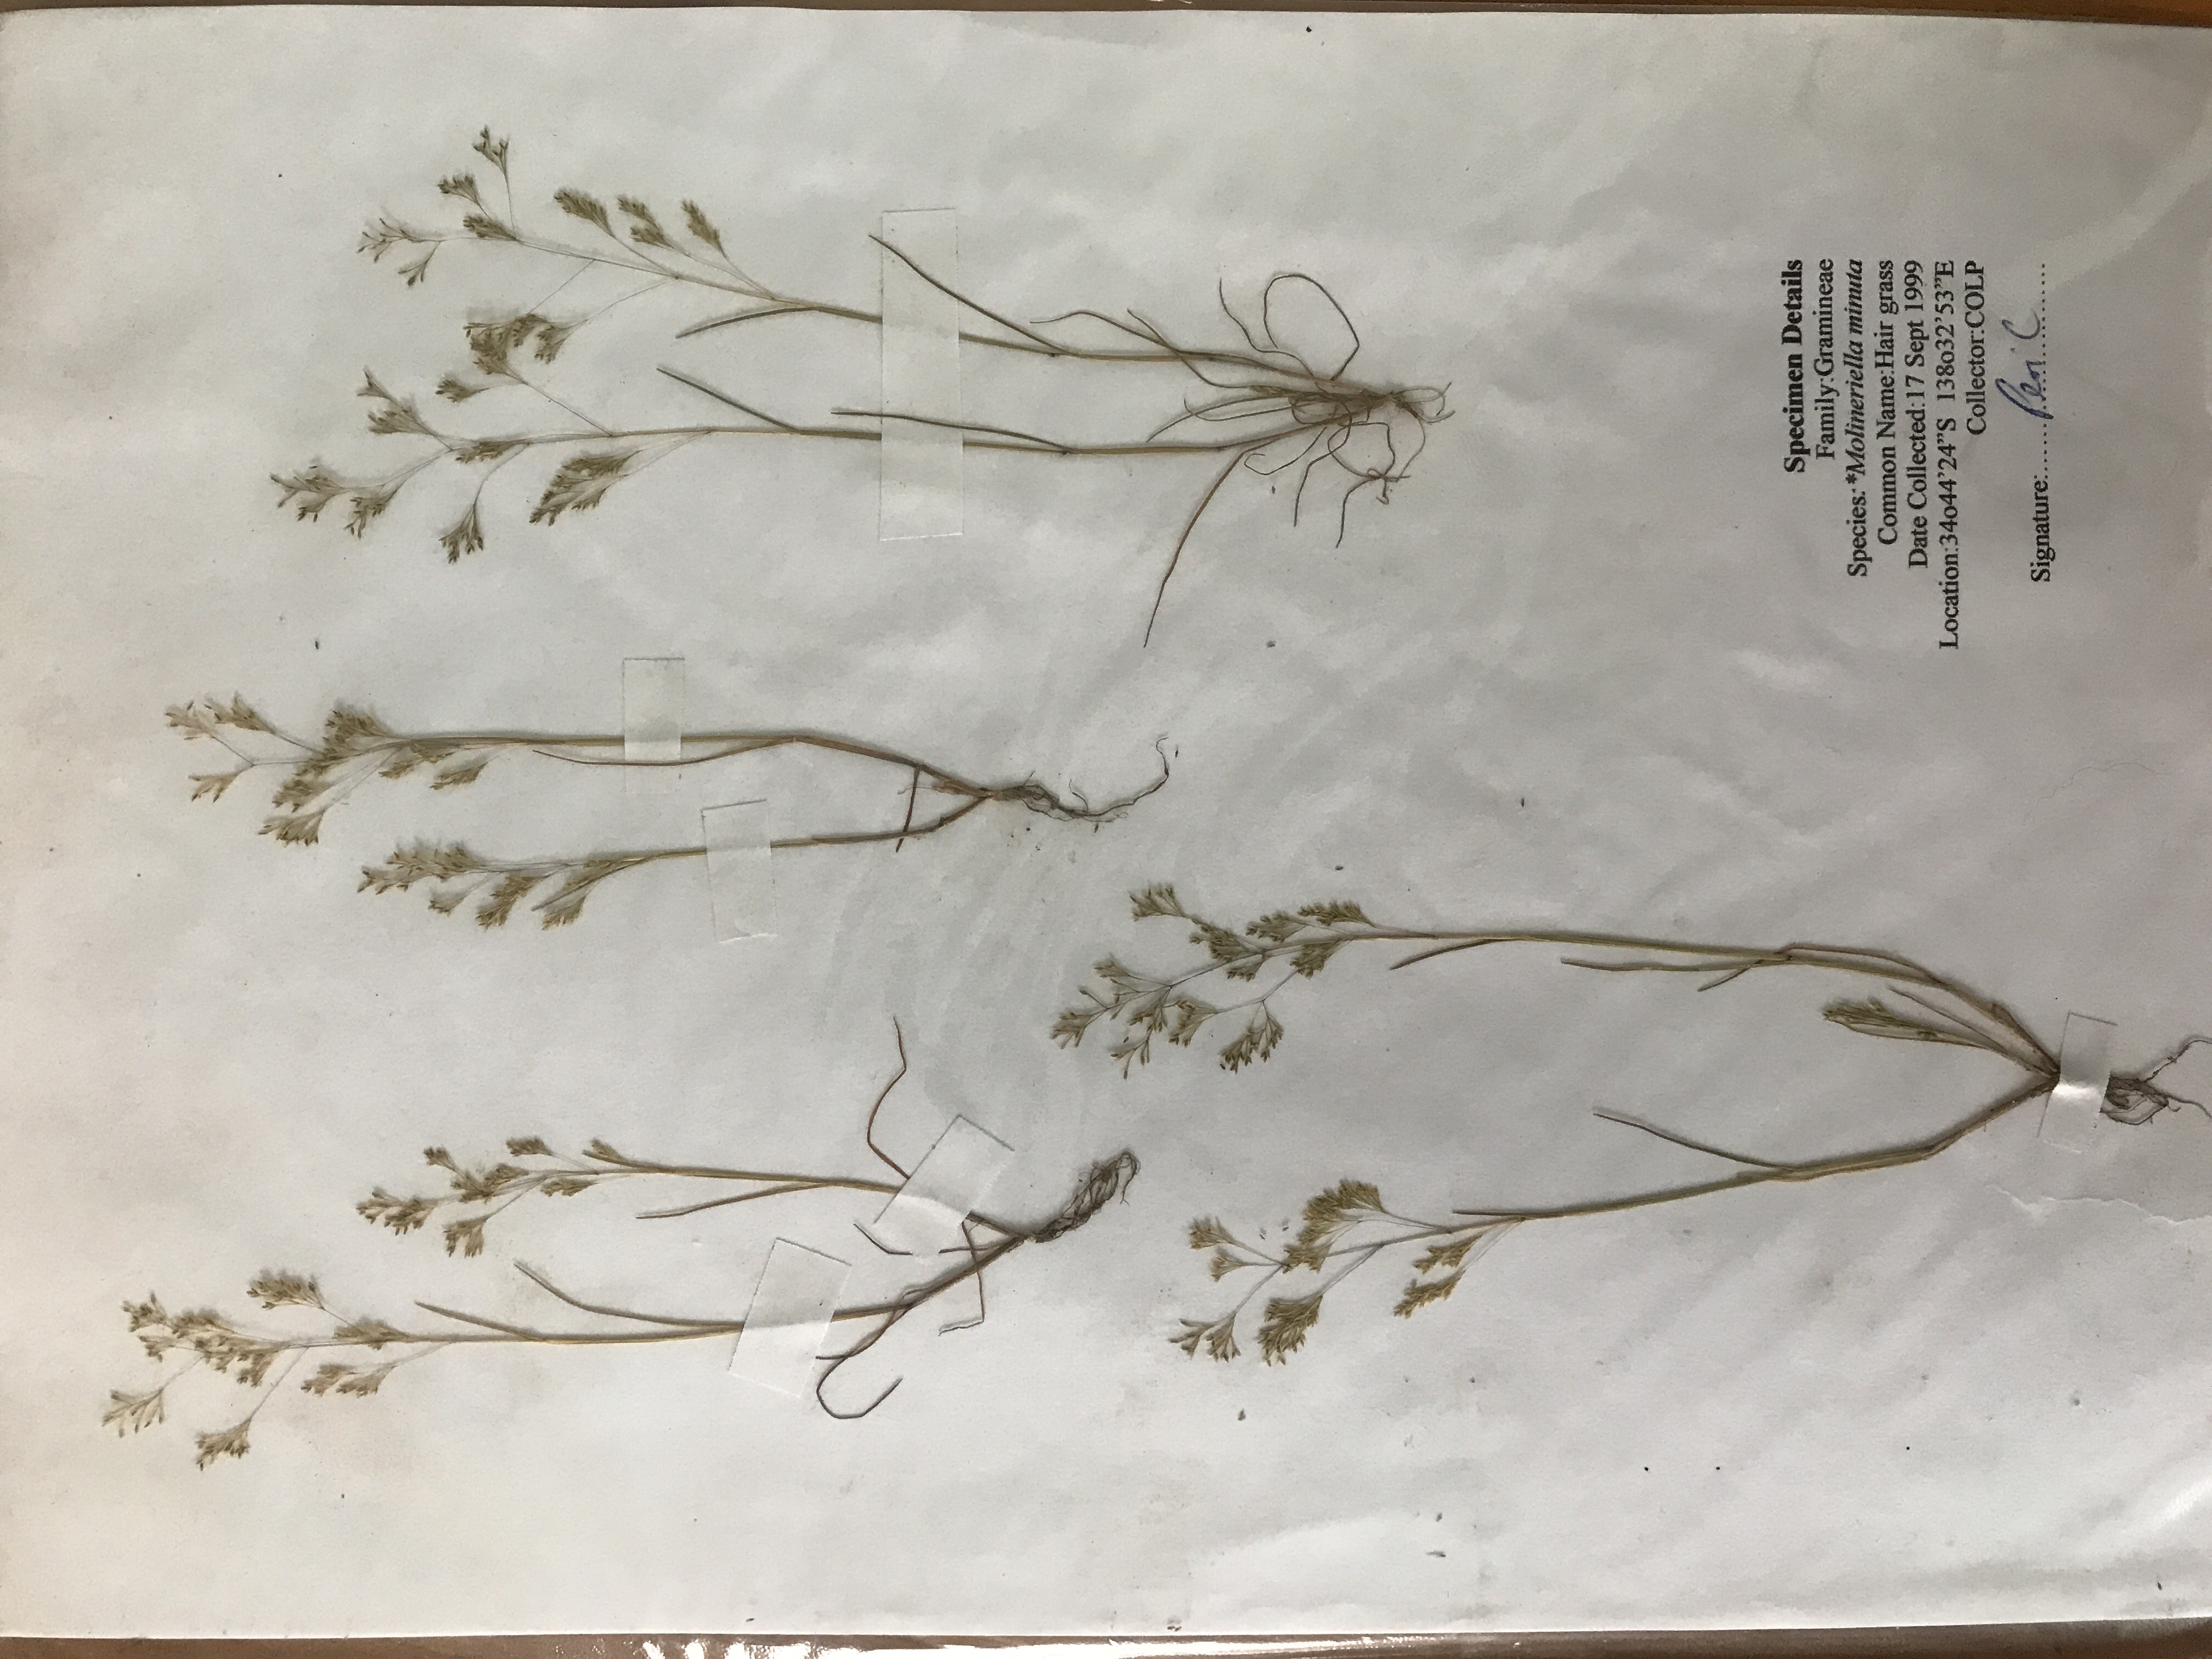 Specimen Details
Family:Gramineae
Species:*Molineriella minuta
Common Name:Hair grass
Date Collected:17 Sept 1999
Location:34o44’24”S 138o32’53”E
Collector:COLP
Signature:............................ Peri C